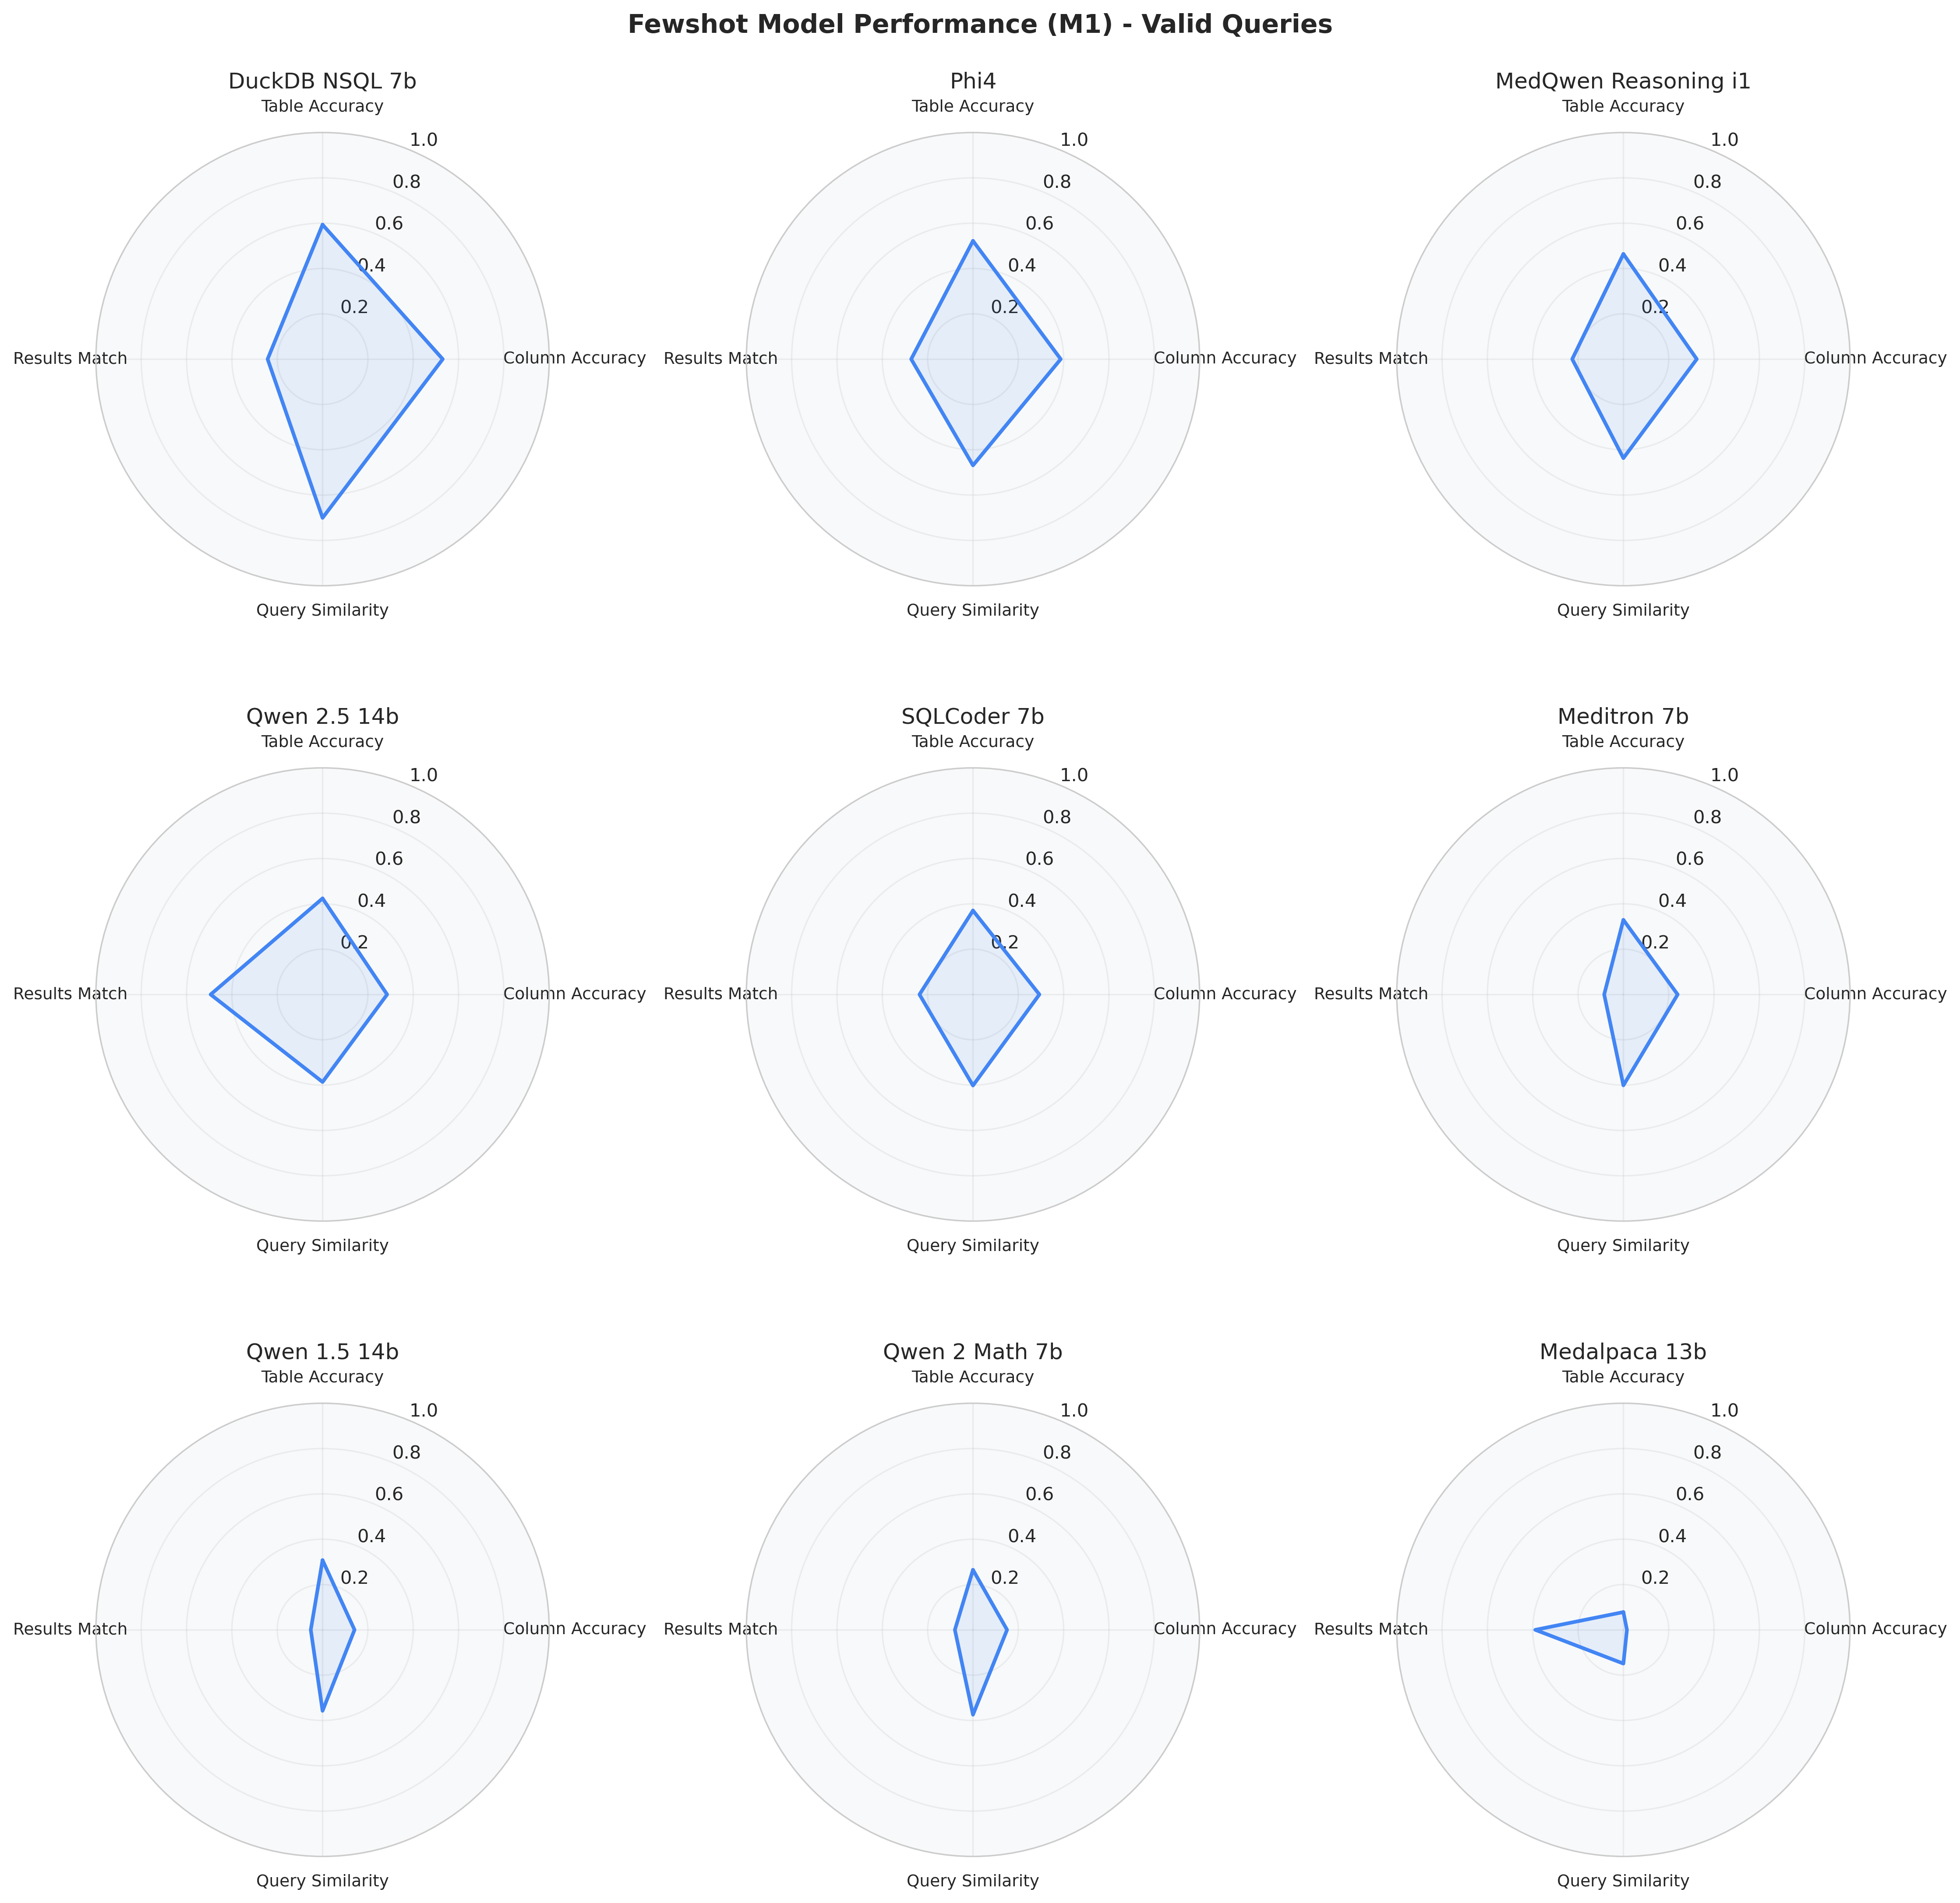 Fewshot Model Performance (M1) - Valid Queries
DuckDB NSQL 7b
Table Accuracy
1.0
0.8
0.6
0.4
0.2
Results Match
Column Accuracy
Query Similarity
Phi4
Table Accuracy
1.0
0.8
0.6
0.4
0.2
Results Match
Column Accuracy
Query Similarity
MedQwen Reasoning i1
Table Accuracy
1.0
0.8
0.6
0.4
0.2
Results Match
Column Accuracy
Query Similarity
Qwen 2.5 14b
Table Accuracy
1.0
0.8
0.6
0.4
0.2
Results Match
Column Accuracy
Query Similarity
SQLCoder 7b
Table Accuracy
1.0
0.8
0.6
0.4
0.2
Results Match
Column Accuracy
Query Similarity
Meditron 7b
Table Accuracy
1.0
0.8
0.6
0.4
0.2
Results Match
Column Accuracy
Query Similarity
Qwen 1.5 14b
Table Accuracy
1.0
0.8
0.6
0.4
0.2
Results Match
Column Accuracy
Query Similarity
Qwen 2 Math 7b
Table Accuracy
1.0
0.8
0.6
0.4
0.2
Results Match
Column Accuracy
Query Similarity
Medalpaca 13b
Table Accuracy
1.0
0.8
0.6
0.4
0.2
Results Match
Column Accuracy
Query Similarity